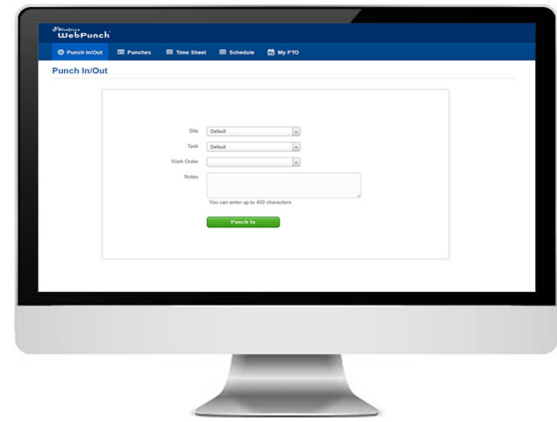 WebPunch
Punch In/Out Punches Time Sheet Schedule My PTO
Punch In/Out
Site Default
Task Default
Work Order
Notes
You can enter up to 450 characters.
Punch In